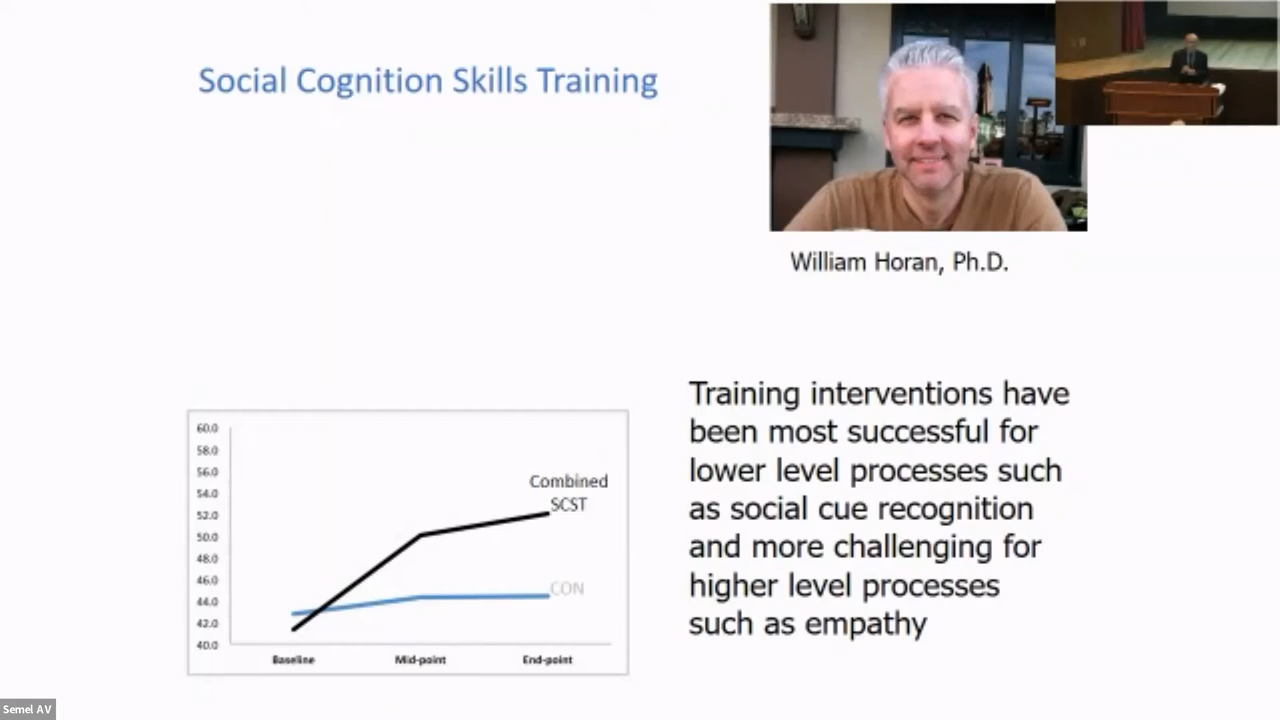 Social Cognition Skills Training
William Horan, Ph.D.
Training interventions have
been most successful for
lower level processes such
as social cue recognition
and more challenging for
higher level processes
such as empathy
60.0
58.0
56.0
54.0
52.0
50.0
48.0
46.0
44.0
42.0
40.0
Combined
SCST
CON
Baseline
Mid-point
End-point
Semel AV